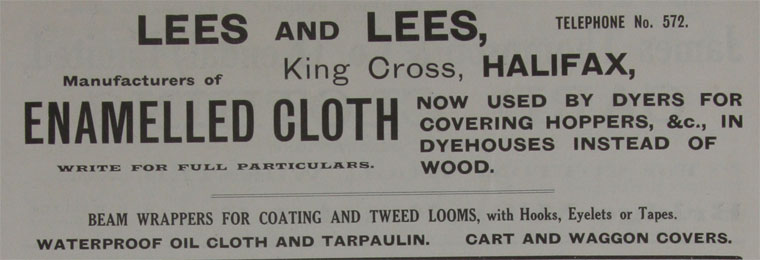 LEES AND LEES,
TELEPHONE No. 572.
King Cross, HALIFAX,
Manufacturers of
ENAMELLED CLOTH
NOW USED BY DYERS FOR
COVERING HOPPERS, &c., IN
DYEHOUSES INSTEAD OF
WOOD.
WRITE FOR FULL PARTICULARS.
BEAM WRAPPERS FOR COATING AND TWEED LOOMS, with Hooks, Eyelets or Tapes.
WATERPROOF OIL CLOTH AND TARPAULIN. CART AND WAGGON COVERS.